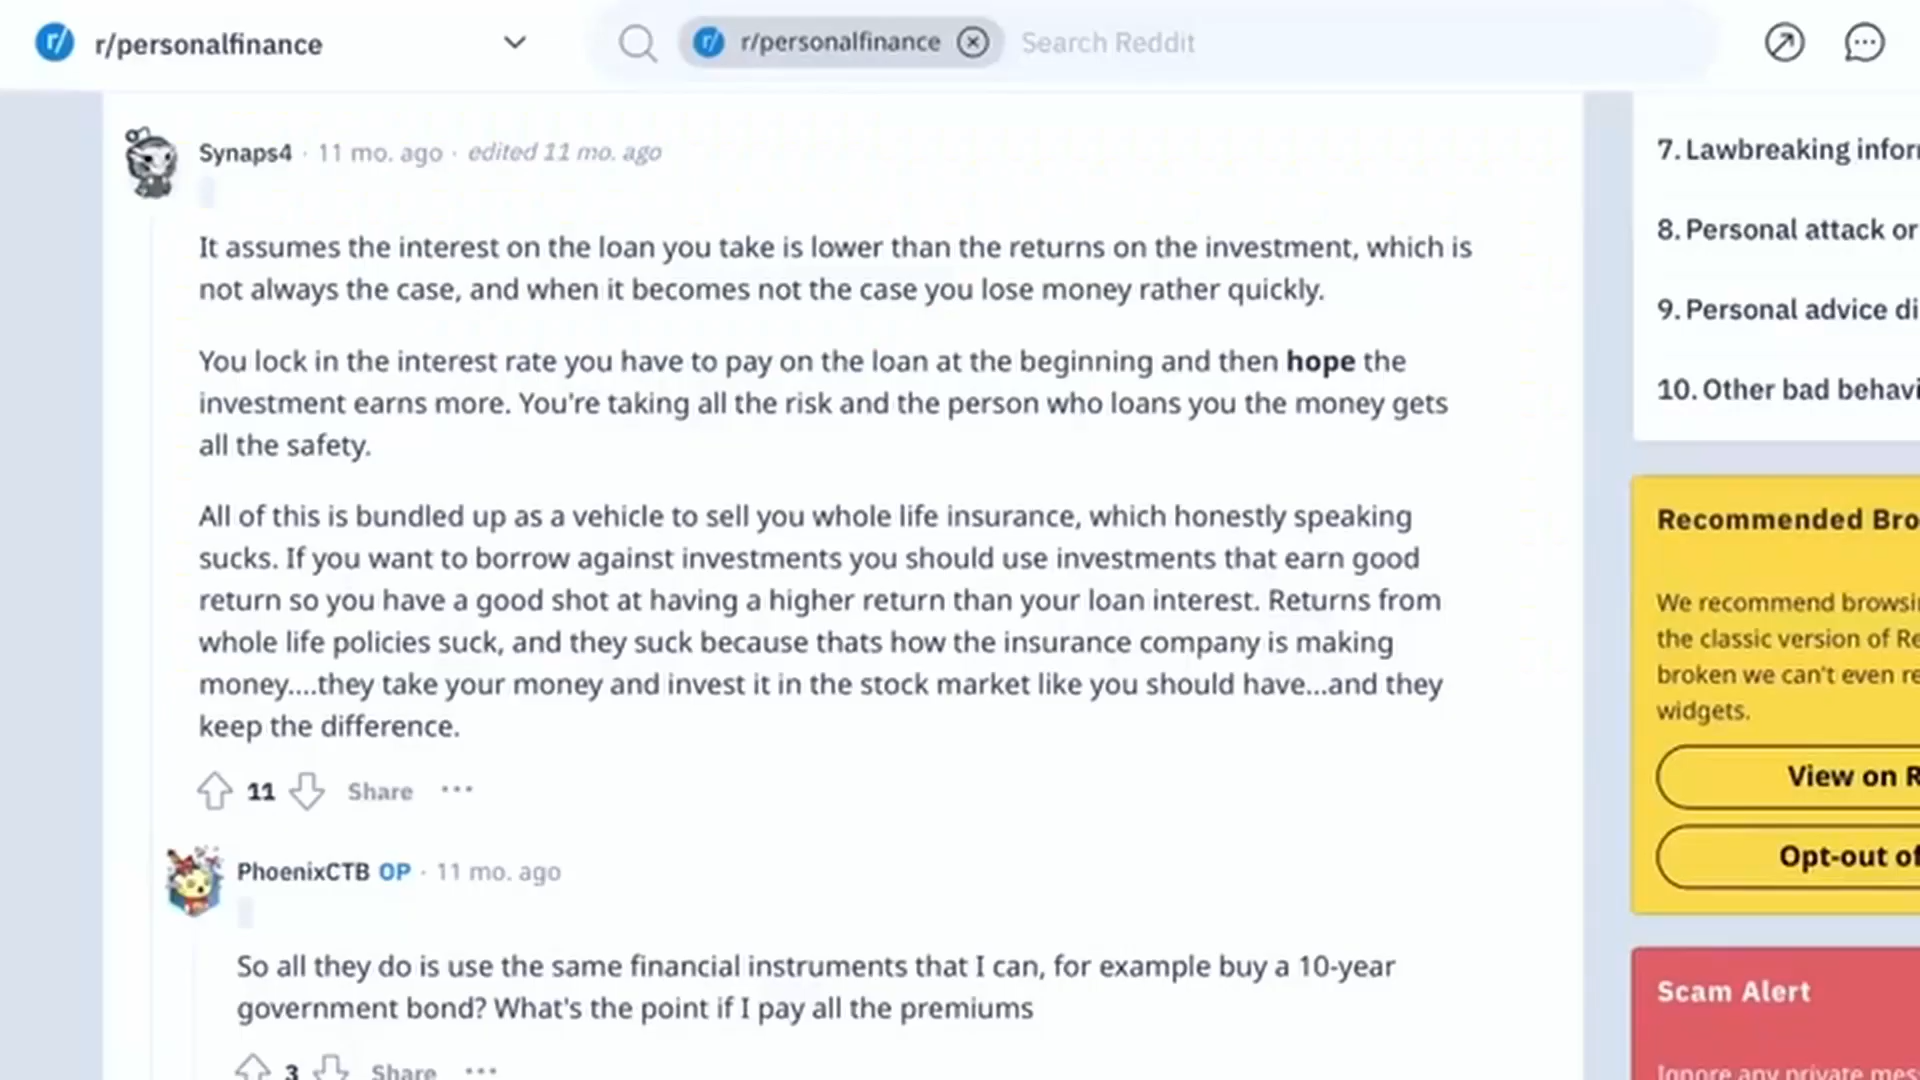 r/personalfinance
r/personalfinance
Search Reddit
Synaps4 · 11 mo. ago · edited 11 mo. ago
It assumes the interest on the loan you take is lower than the returns on the investment, which is
not always the case, and when it becomes not the case you lose money rather quickly.
You lock in the interest rate you have to pay on the loan at the beginning and then hope the
investment earns more. You're taking all the risk and the person who loans you the money gets
all the safety.
All of this is bundled up as a vehicle to sell you whole life insurance, which honestly speaking
sucks. If you want to borrow against investments you should use investments that earn good
return so you have a good shot at having a higher return than your loan interest. Returns from
whole life policies suck, and they suck because thats how the insurance company is making
money....they take your money and invest it in the stock market like you should have...and they
keep the difference.
11 Share ···
PhoenixCTB OP · 11 mo. ago
So all they do is use the same financial instruments that I can, for example buy a 10-year
government bond? What's the point if I pay all the premiums
3 Share ···
7. Lawbreaking infor
8. Personal attack or
9. Personal advice di
10. Other bad behavi
Recommended Bro
We recommend browsi
the classic version of Re
broken we can't even re
widgets.
View on R
Opt-out of
Scam Alert
Ignore any private mes